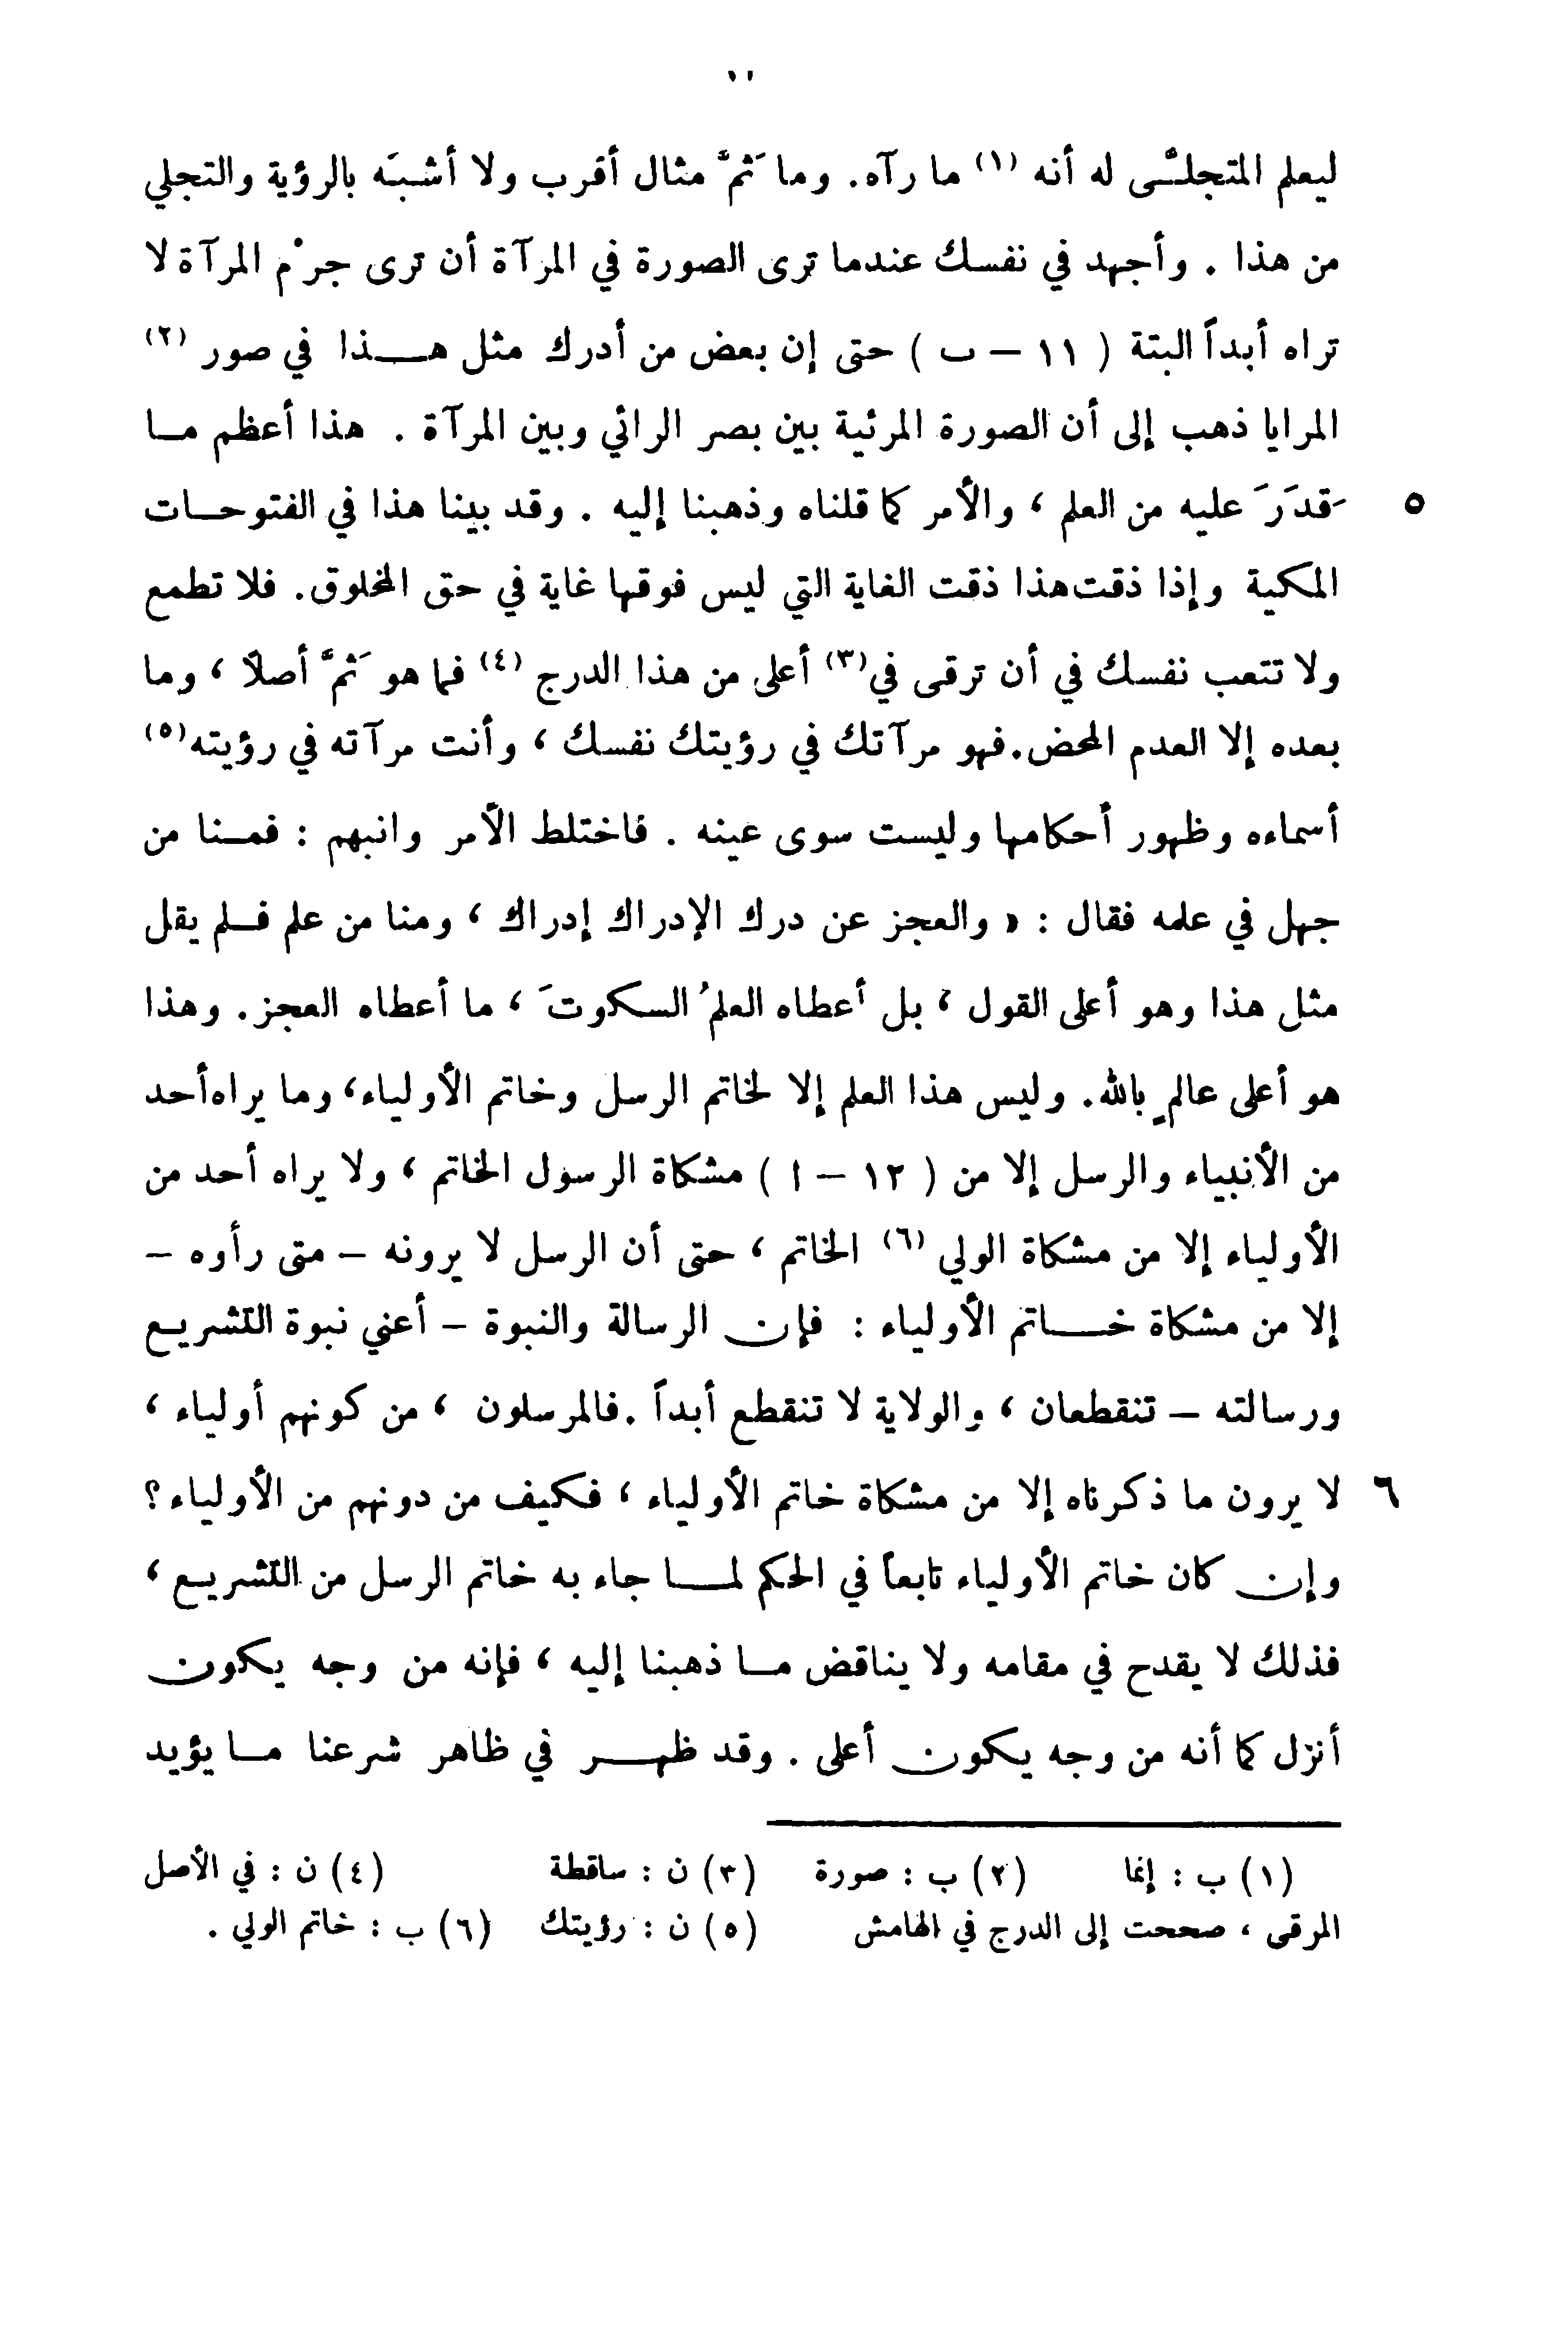 ليعلم المتجلَّى له أنه (١) ما رآه. وما ثَمَّ مثال أقرب ولا أشبَه بالرؤية والتجلي
من هذا . وأجهد في نفسك عندما ترى الصورة في المرآة أن ترى جرْم المرآة لا
تراه أبداً البتة ( ١١ – ب ) حتى إن بعض من أدرك مثل هذا في صور (٢)
المرايا ذهب إلى أن الصورة المرئية بين بصر الرائي وبين المرآة . هذا أعظم ما
٥ قَدَرَ عليه من العلم ، والأمر كما قلناه وذهبنا إليه . وقد بينا هذا في الفتوحات
المكية وإذا ذقت هذا ذقت الغاية التي ليس فوقها غاية في حق المخلوق. فلا تطمع
ولا تتعب نفسك في أن ترقى في(٣) أعلى من هذا الدرج (٤) فما هو ثَمَّ أصلاً ، وما
بعده إلا العدم المحض.فهو مرآتك في رؤيتك نفسك ، وأنت مرآته في رؤيته(٥)
أسماءه وظهور أحكامها وليست سوى عينه . فاختلط الأمر وانبهم : فمنا من
جهل في علمه فقال : « والعجز عن درك الإدراك إدراك ، ومنا من علم فلم يقل
مثل هذا وهو أعلى القول ، بل أعطاه العلمُ السكوتَ ، ما أعطاه العجز. وهذا
هو أعلى عالمٍ بالله. وليس هذا العلم إلا لخاتم الرسل وخاتم الأولياء، وما يراه أحد
من الأنبياء والرسل إلا من ( ١٢ – ا ) مشكاة الرسول الخاتم ، ولا يراه أحد من
الأولياء إلا من مشكاة الولي (٦) الخاتم ، حتى أن الرسل لا يرونه – متى رأوه –
إلا من مشكاة خاتم الأولياء : فإن الرسالة والنبوة – أعني نبوة التشريع
ورسالته – تنقطعان ، والولاية لا تنقطع أبداً .فالمرسلون ، من كونهم أولياء ،
٦ لا يرون ما ذكرناه إلا من مشكاة خاتم الأولياء ، فكيف من دونهم من الأولياء ؟
وإن كان خاتم الأولياء تابعاً في الحكم لما جاء به خاتم الرسل من التشريع ،
فذلك لا يقدح في مقامه ولا يناقض ما ذهبنا إليه ، فإنه من وجه يكون
أنزل كما أنه من وجه يكون أعلى . وقد ظهر في ظاهر شرعنا ما يؤيد
(١) ب : إنما (٢) ب : صورة (٣) ن : ساقطة (٤) ن : في الأصل
المرقى ، صححت إلى الدرج في الهامش (٥) ن : رؤيتك (٦) ب : خاتم الولي .